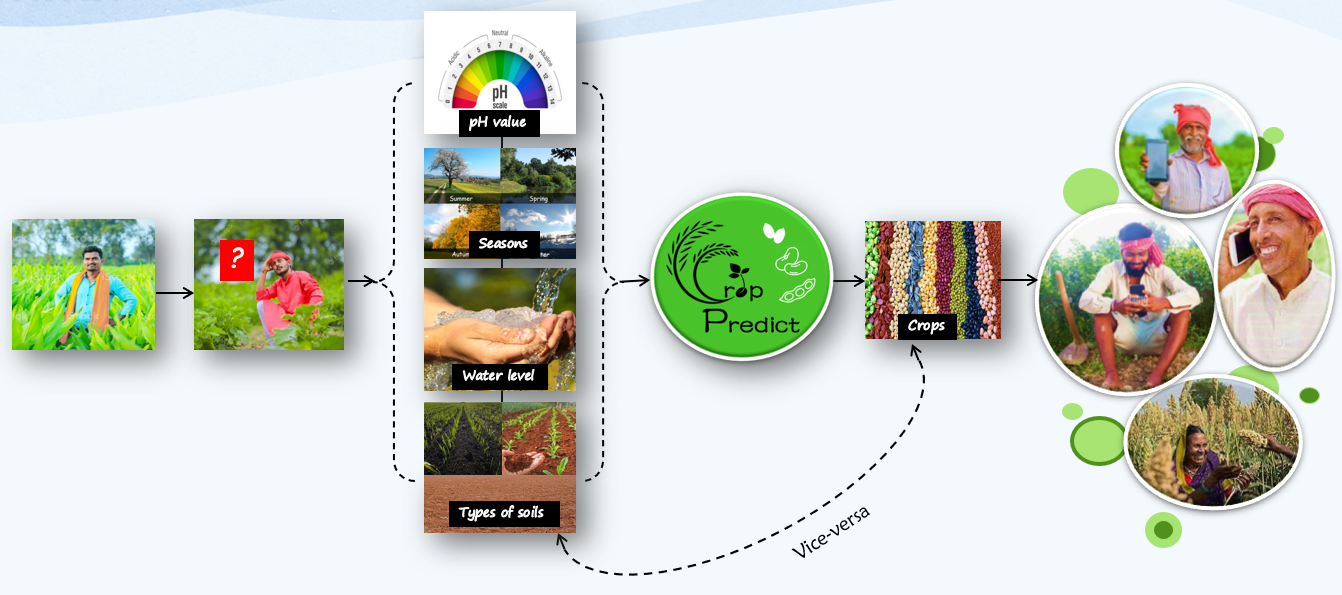 ?
Neutral
Acidic
Alkaline
0 1 2 3 4 5 6 7 8 9 10 11 12 13 14
pH
scale
pH value
Summer
Spring
Seasons
Water level
Types of soils
Crop
Predict
Crops
Vice-versa